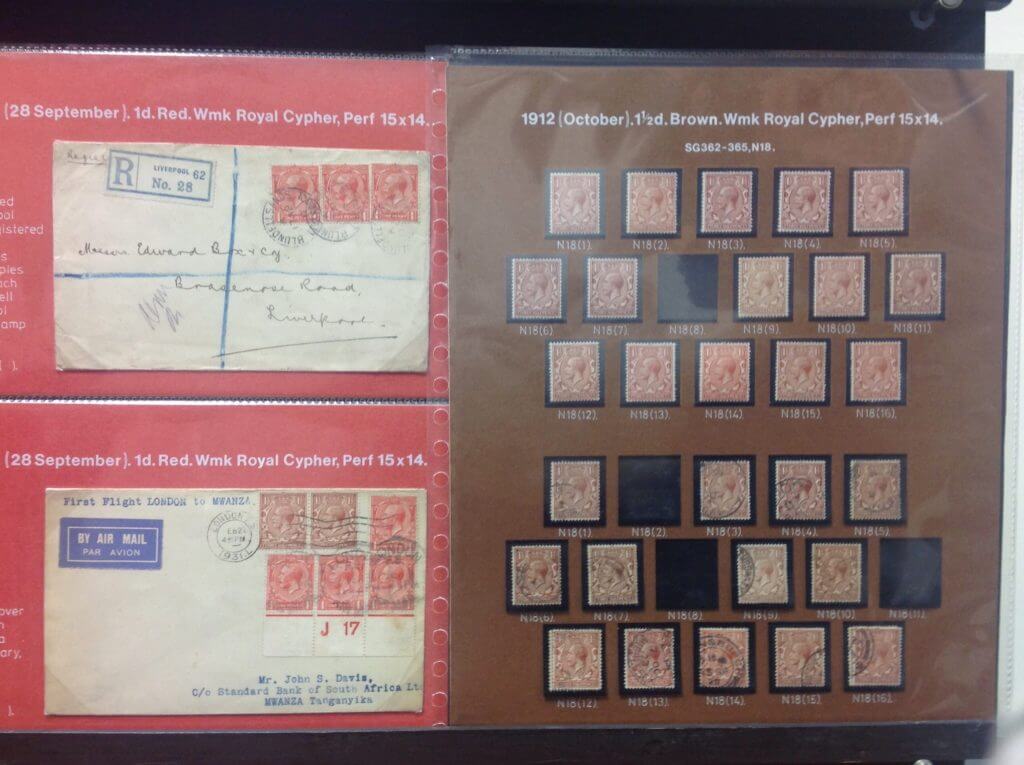 (28 September). 1d. Red. Wmk Royal Cypher, Perf 15x14.
R
LIVERPOOL 62
No. 28
Messrs Edward Box & Co
Brasenose Road,
Liverpool.
(28 September). 1d. Red. Wmk Royal Cypher, Perf 15x14.
First Flight LONDON to MWANZA.
BY AIR MAIL
PAR AVION
LONDON
1931
J 17
Mr. John S. Davis,
C/o Standard Bank of South Africa Lt
MWANZA Tanganyika
1912 (October). 1½d. Brown. Wmk Royal Cypher, Perf 15x14.
SG362-365, N18.
N18(1). N18(2). N18(3). N18(4). N18(5).
N18(6) N18(7). N18(8). N18(9). N18(10). N18(11).
N18(12). N18(13). N18(14) N18(15). N18(16).
N18(1) N18(2) N18(3) N18(4). N18(5).
N18(6). N18(7). N18(8) N18(9). N18(10) N18(11).
N18(12) N18(13). N18(14). N18(15). N18(16).